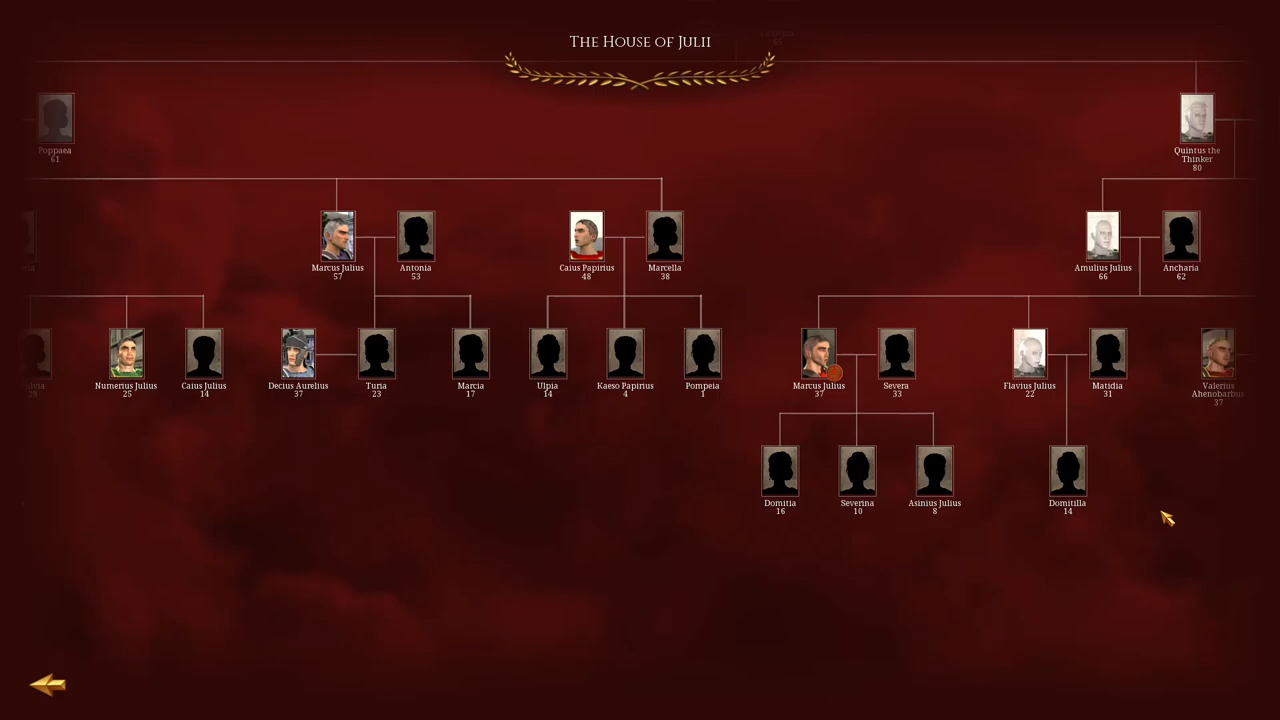 THE HOUSE OF JULII
65
Poppaea
61
Quintus the
Thinker
80
Marcus Julius
57
Antonia
53
Caius Papirius
48
Marcella
38
Amulius Julius
66
Ancharia
62
Numerius Julius
25
Caius Julius
14
Decius Aurelius
37
Turia
23
Marcia
17
Ulpia
14
Kaeso Papirius
4
Pompeia
1
Marcus Julius
37
Severa
33
Flavius Julius
22
Matidia
31
Valerius
Ahenobarbus
37
Domitia
16
Severina
10
Asinius Julius
8
Domitilla
14